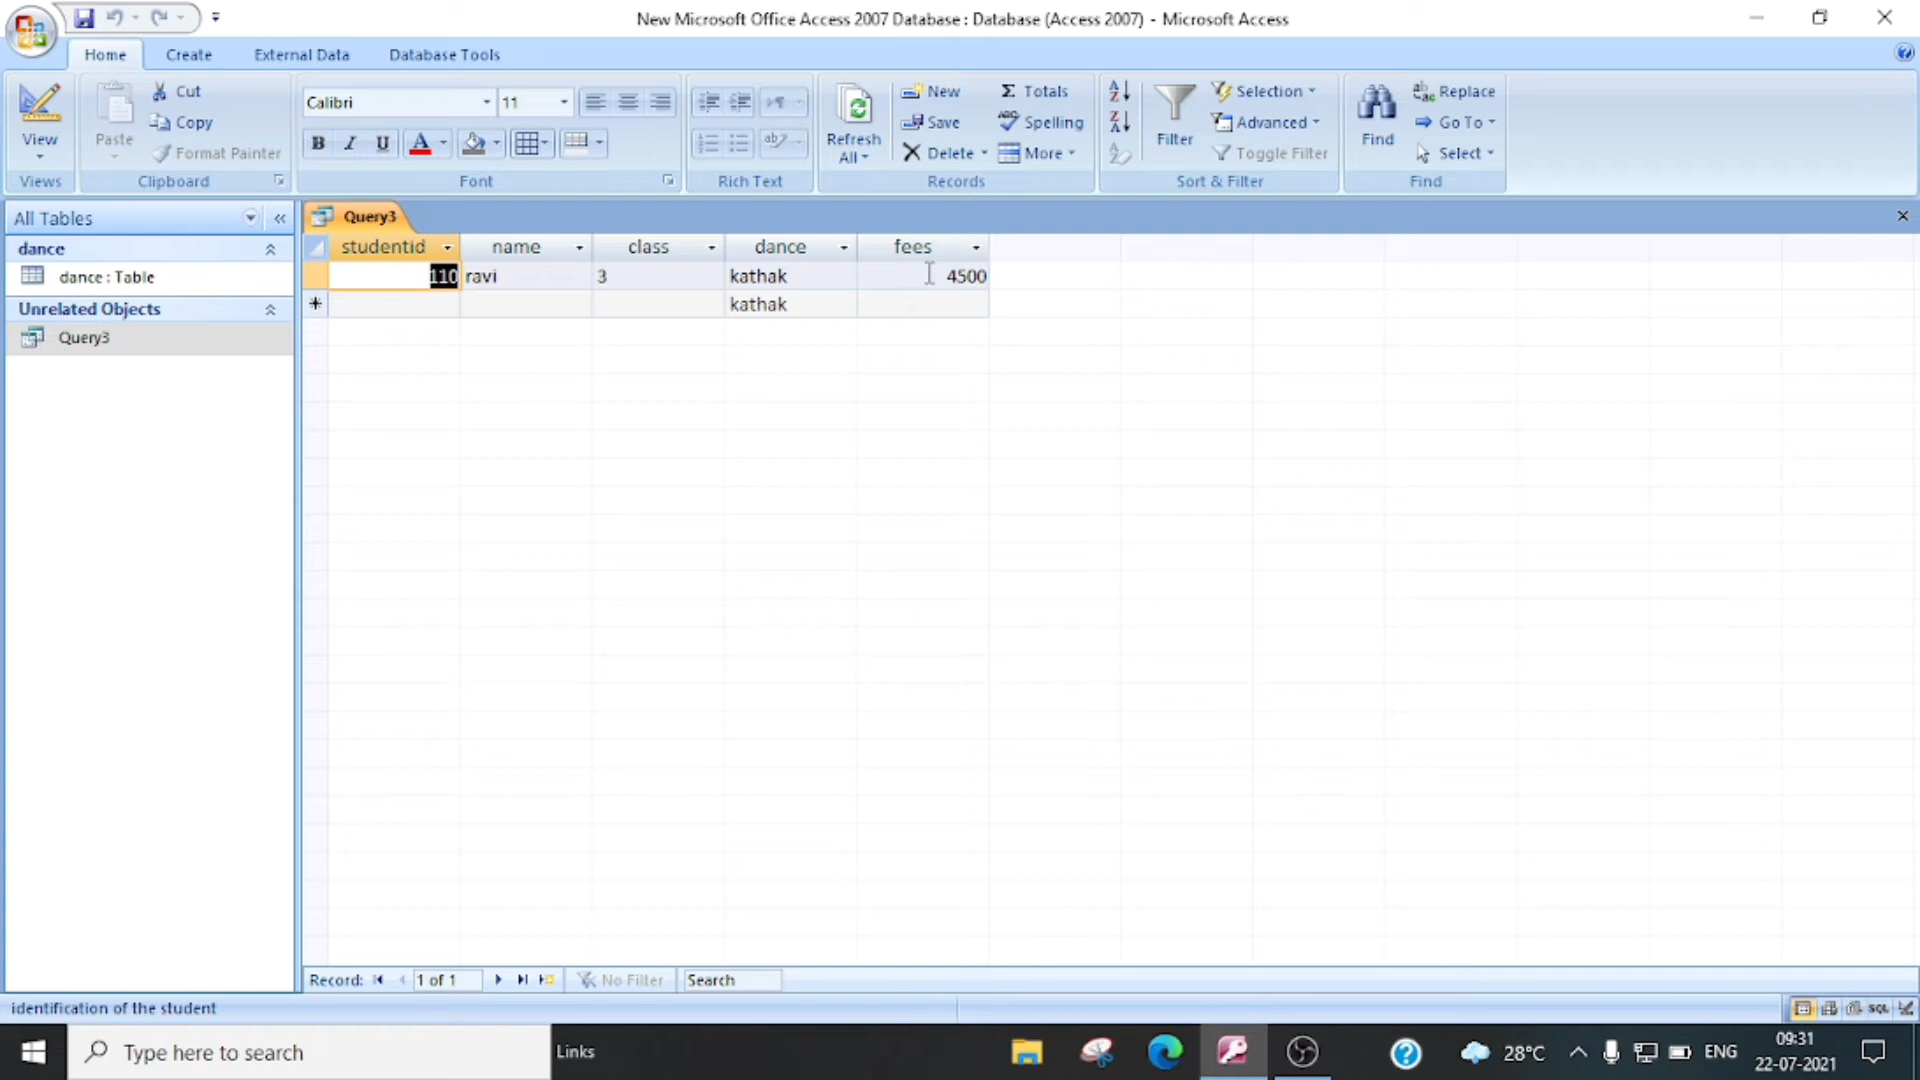 New Microsoft Office Access 2007 Database : Database (Access 2007) - Microsoft Access
Home Create External Data Database Tools
View
Views
Paste
Cut
Copy
Format Painter
Clipboard
Calibri 11
B I U A
Font
Rich Text
Refresh All
New
Save
Delete
Totals
Spelling
More
Records
Filter
Selection
Advanced
Toggle Filter
Sort & Filter
Find
Replace
Go To
Select
Find
All Tables
dance
dance : Table
Unrelated Objects
Query3
Query3
studentid name class dance fees
110 ravi 3 kathak 4500
kathak
Record: 1 of 1 No Filter Search
identification of the student
SQL
Type here to search
Links
28°C
ENG
09:31
22-07-2021